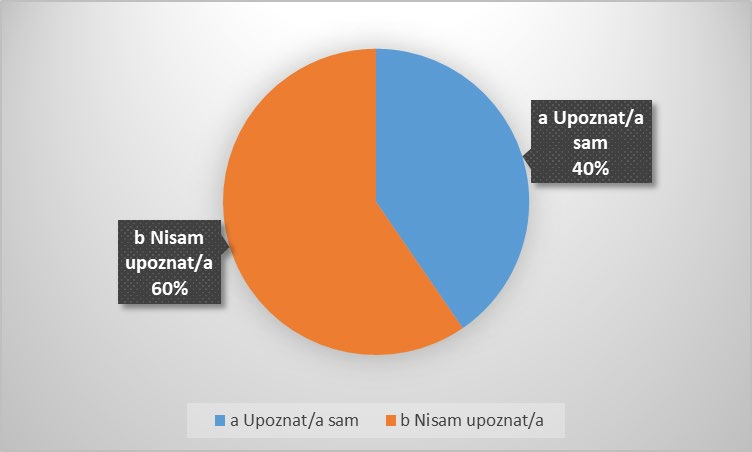 a Upoznat/a
sam
40%
b Nisam
upoznat/a
60%
a Upoznat/a sam
b Nisam upoznat/a